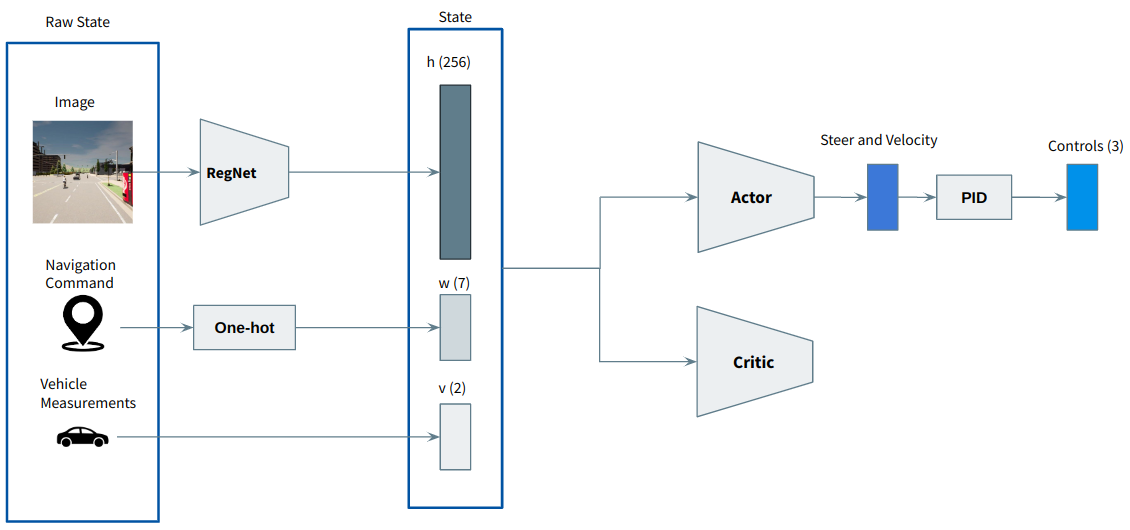 Raw State
State
Image
RegNet
h (256)
Navigation
Command
One-hot
w (7)
Vehicle
Measurements
v (2)
Actor
Steer and Velocity
PID
Controls (3)
Critic